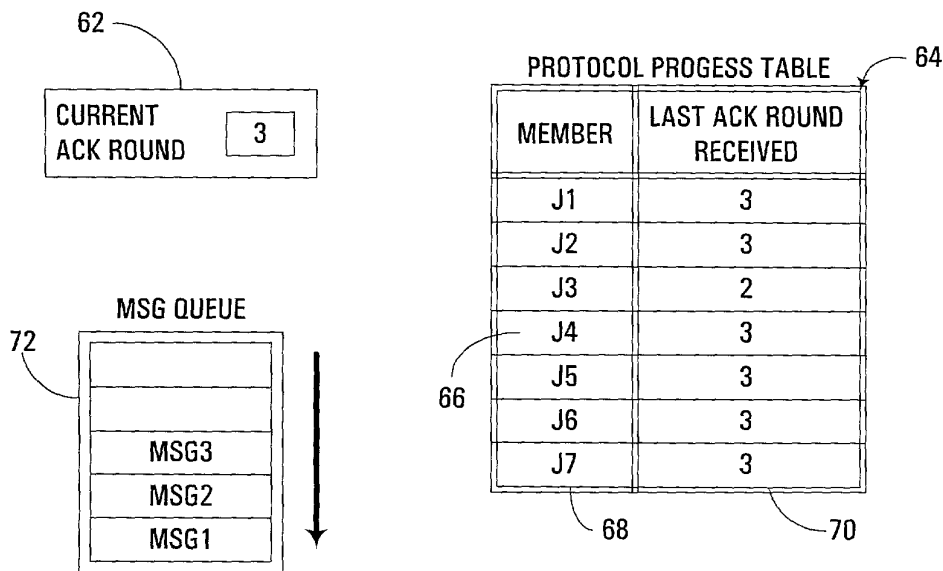 62
CURRENT
ACK ROUND
3
MSG QUEUE
72
MSG3
MSG2
MSG1
PROTOCOL PROGESS TABLE
64
MEMBER
LAST ACK ROUND
RECEIVED
J1 3
J2 3
J3 2
J4 3
J5 3
J6 3
J7 3
66
68
70